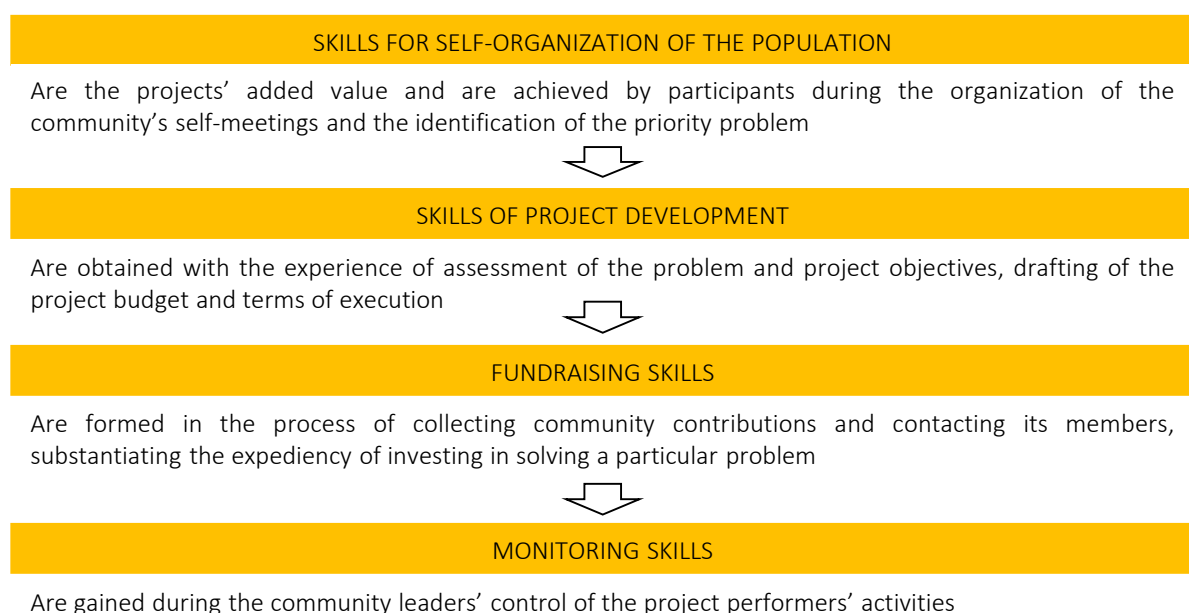 SKILLS FOR SELF-ORGANIZATION OF THE POPULATION
Are the projects’ added value and are achieved by participants during the organization of the
community’s self-meetings and the identification of the priority problem
SKILLS OF PROJECT DEVELOPMENT
Are obtained with the experience of assessment of the problem and project objectives, drafting of the
project budget and terms of execution
FUNDRAISING SKILLS
Are formed in the process of collecting community contributions and contacting its members,
substantiating the expediency of investing in solving a particular problem
MONITORING SKILLS
Are gained during the community leaders’ control of the project performers’ activities